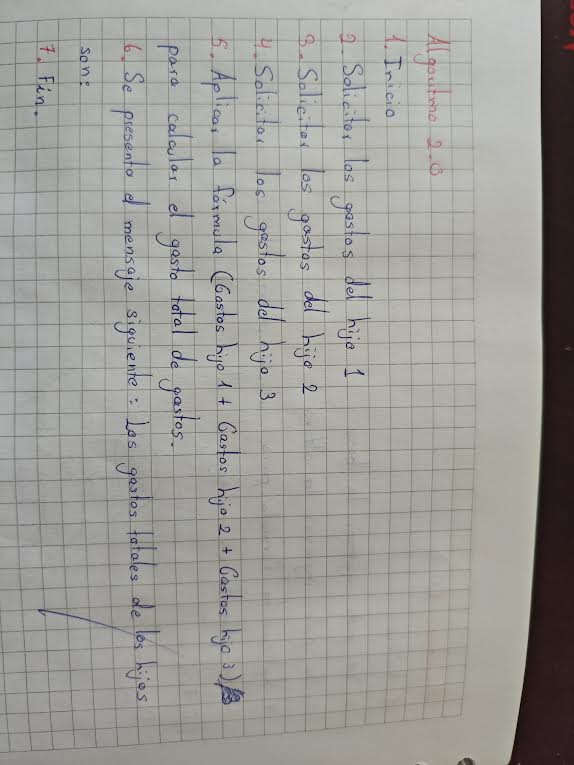 Algoritmo 2.0
1. Inicio
2. Solicitar los gastos del hijo 1
3. Solicitar los gastos del hijo 2
4. Solicitar los gastos del hijo 3
5. Aplicar la fórmula (Gastos hijo 1 + Gastos hijo 2 + Gastos hijo 3)
para calcular el gasto total de gastos.
6. Se presenta el mensaje siguiente: Los gastos totales de los hijos
son:
7. Fin.